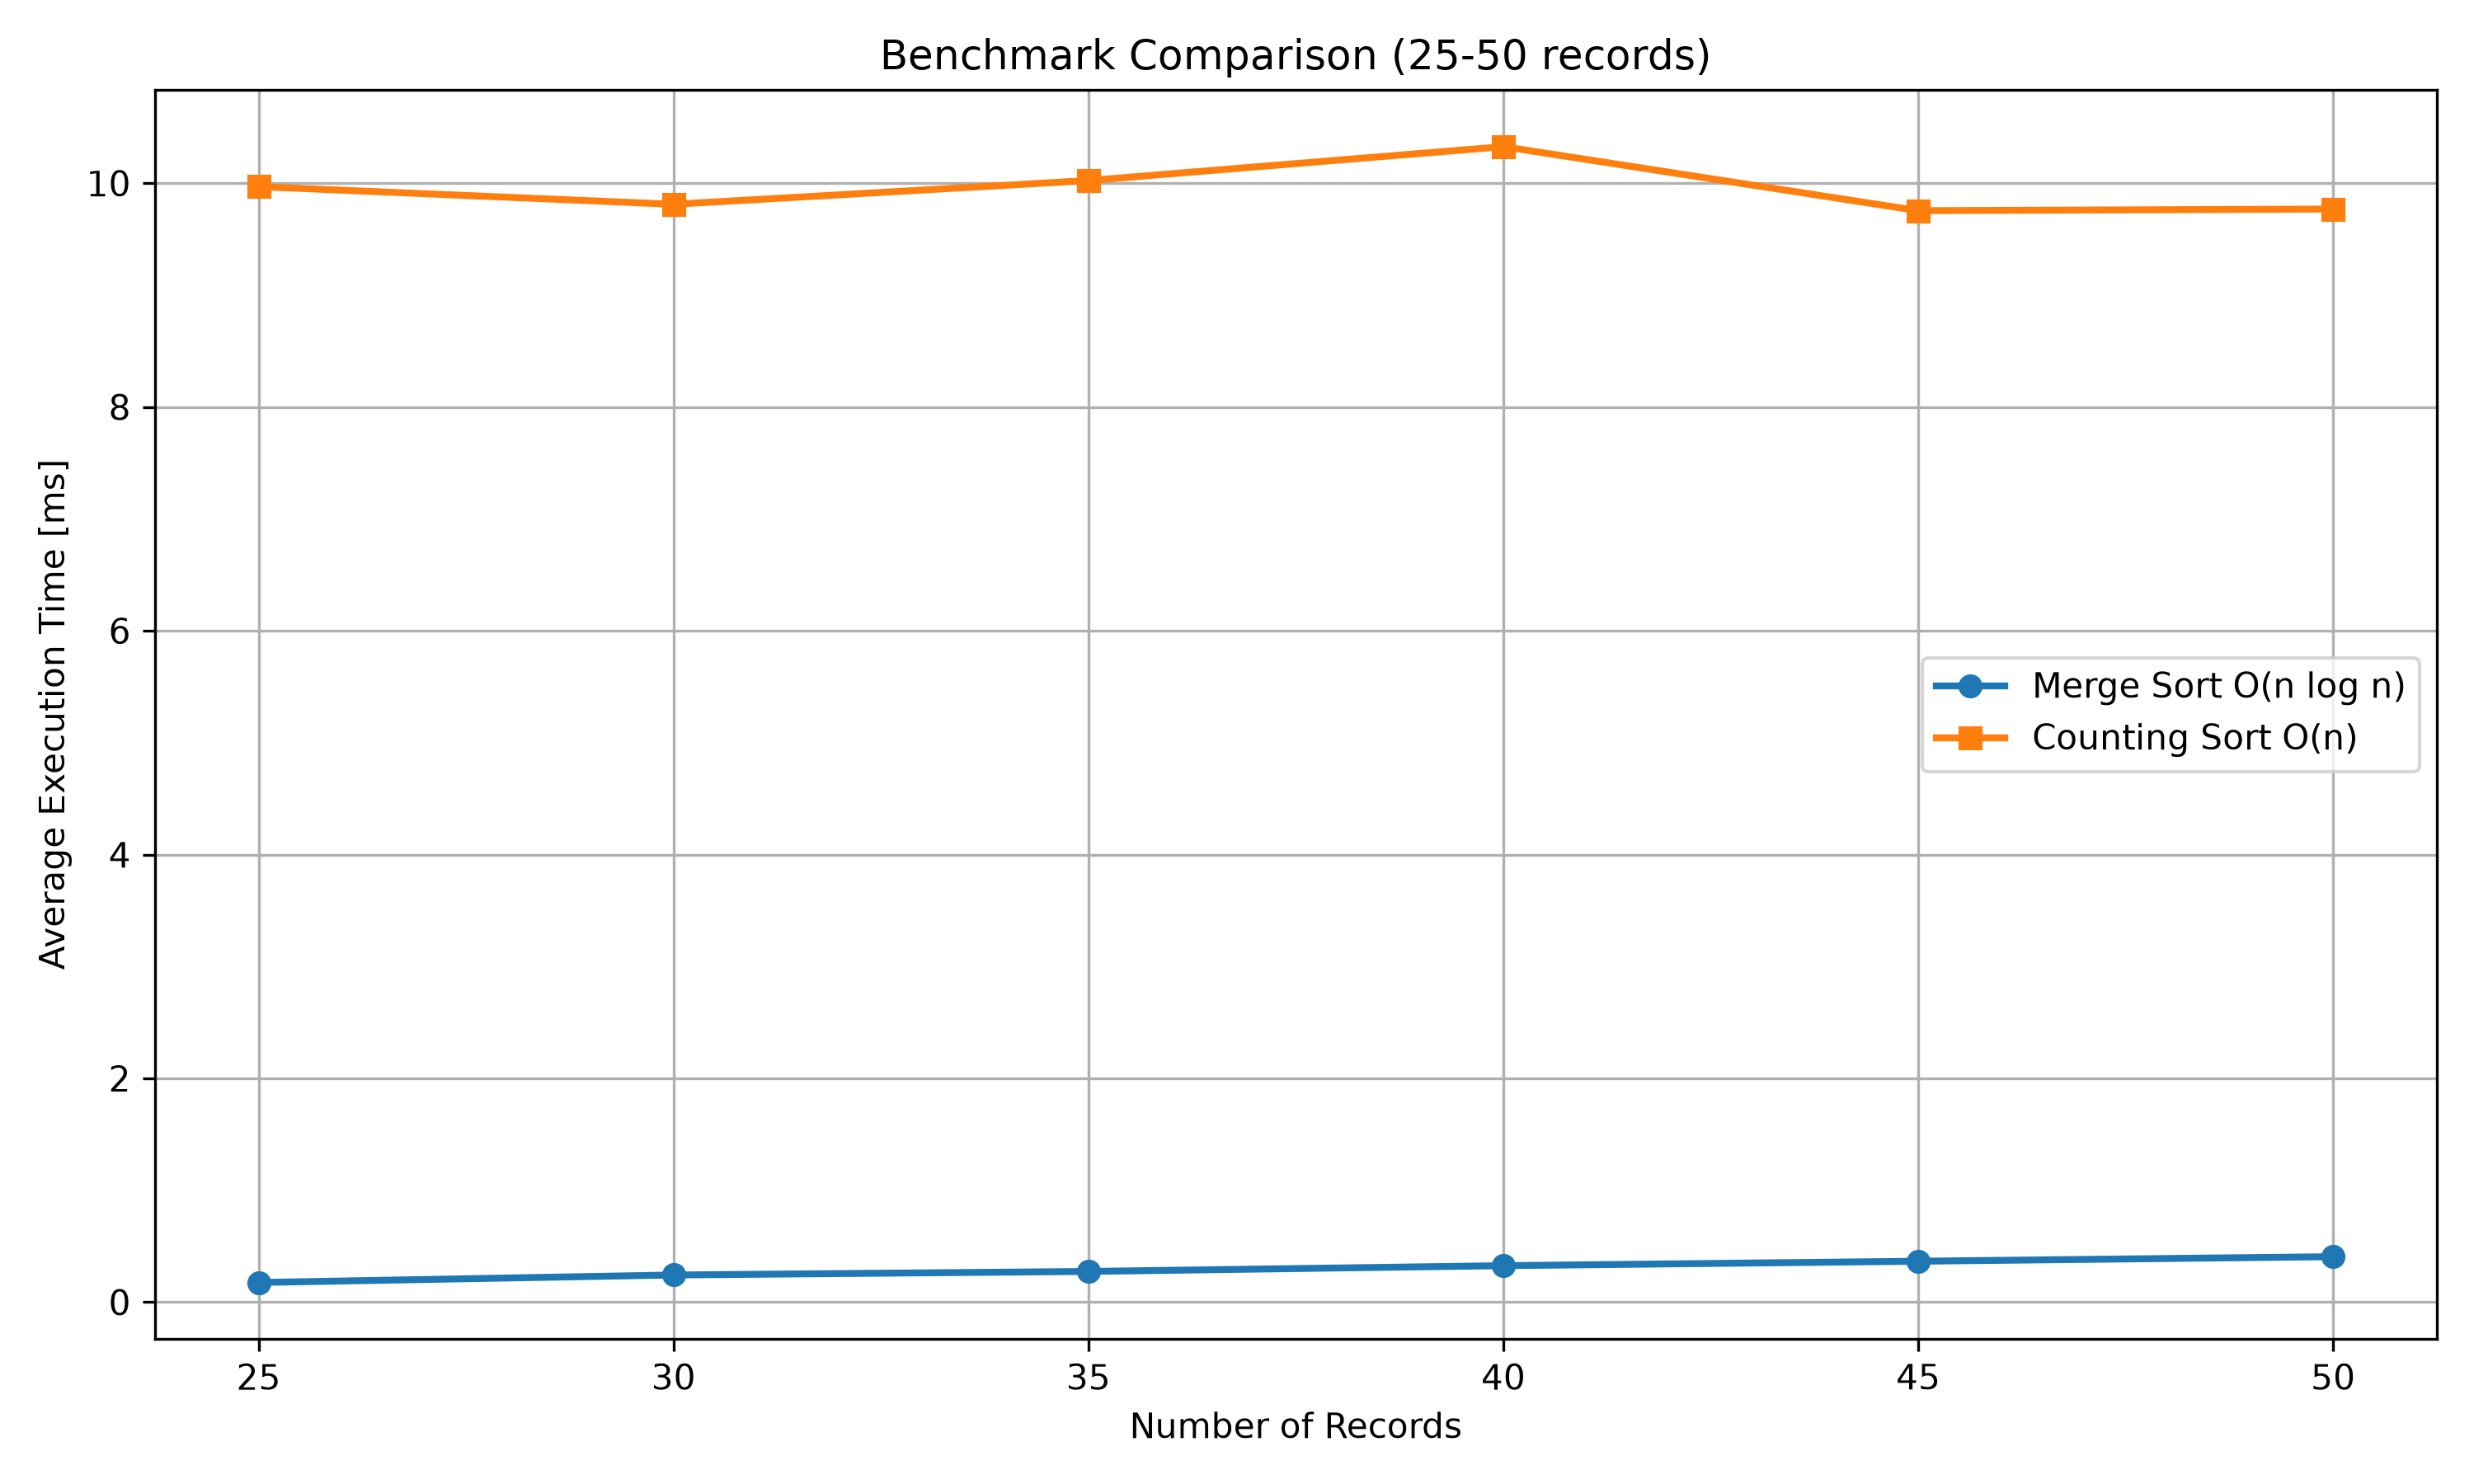 Benchmark Comparison (25-50 records)
Average Execution Time [ms]
10
8
6
4
2
0
Merge Sort O(n log n)
Counting Sort O(n)
25 30 35 40 45 50
Number of Records